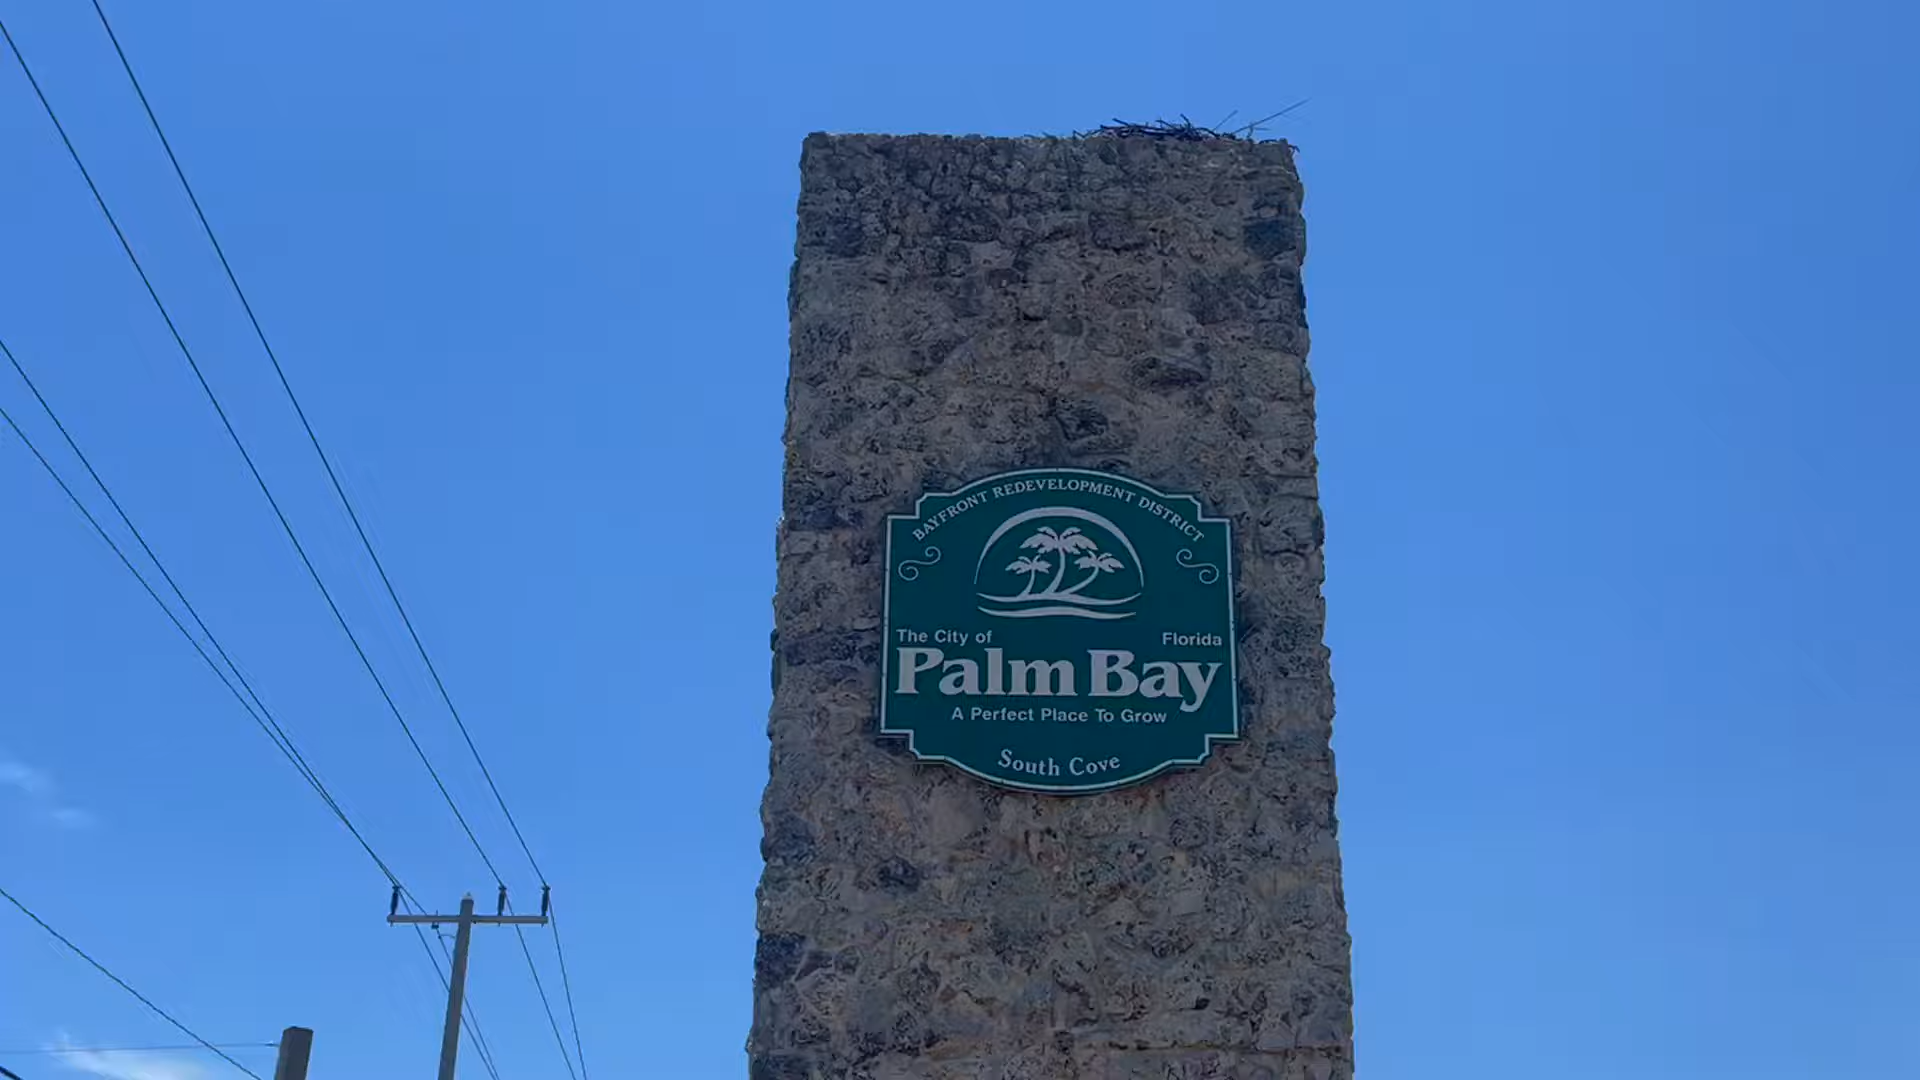 BAYFRONT REDEVELOPMENT DISTRICT
The City of
Florida
Palm Bay
A Perfect Place To Grow
South Cove